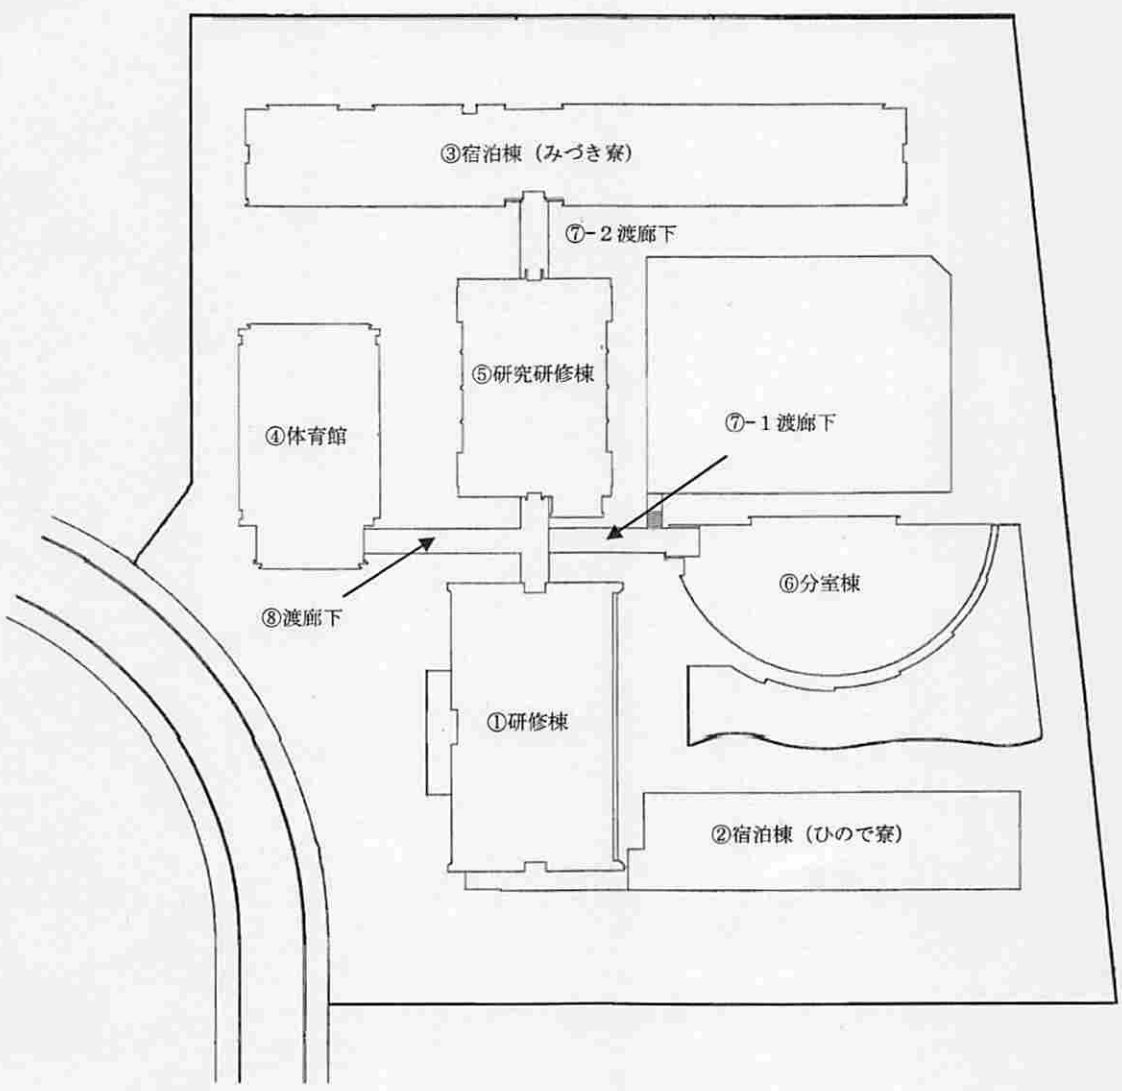 ③宿泊棟（みづき寮）
⑦-2渡廊下
⑤研究研修棟
⑦-1渡廊下
④体育館
⑥分室棟
⑧渡廊下
①研修棟
②宿泊棟（ひので寮）